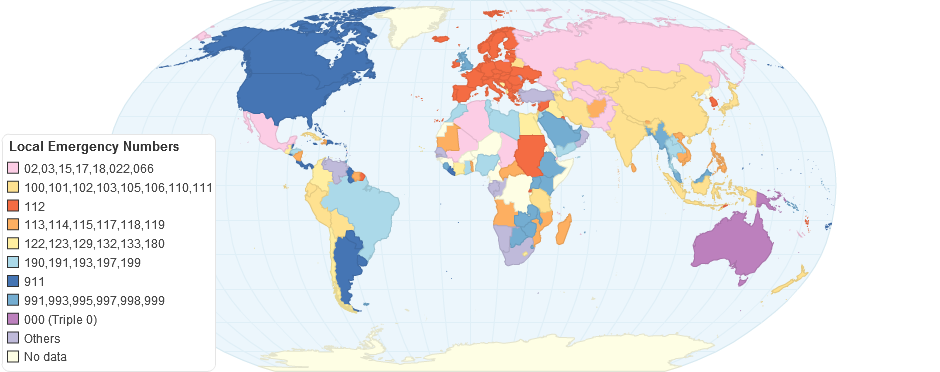 Local Emergency Numbers
02,03,15,17,18,022,066
100,101,102,103,105,106,110,111
112
113,114,115,117,118,119
122,123,129,132,133,180
190,191,193,197,199
911
991,993,995,997,998,999
000 (Triple 0)
Others
No data